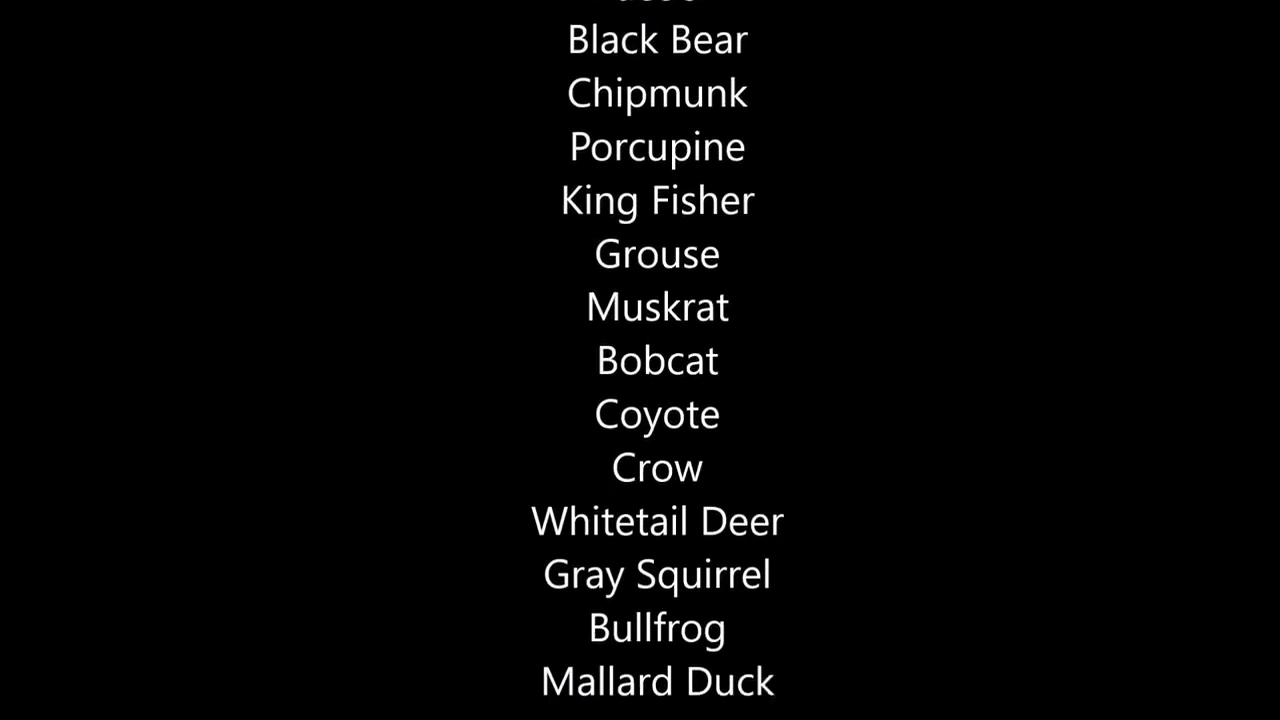 Black Bear
Chipmunk
Porcupine
King Fisher
Grouse
Muskrat
Bobcat
Coyote
Crow
Whitetail Deer
Gray Squirrel
Bullfrog
Mallard Duck